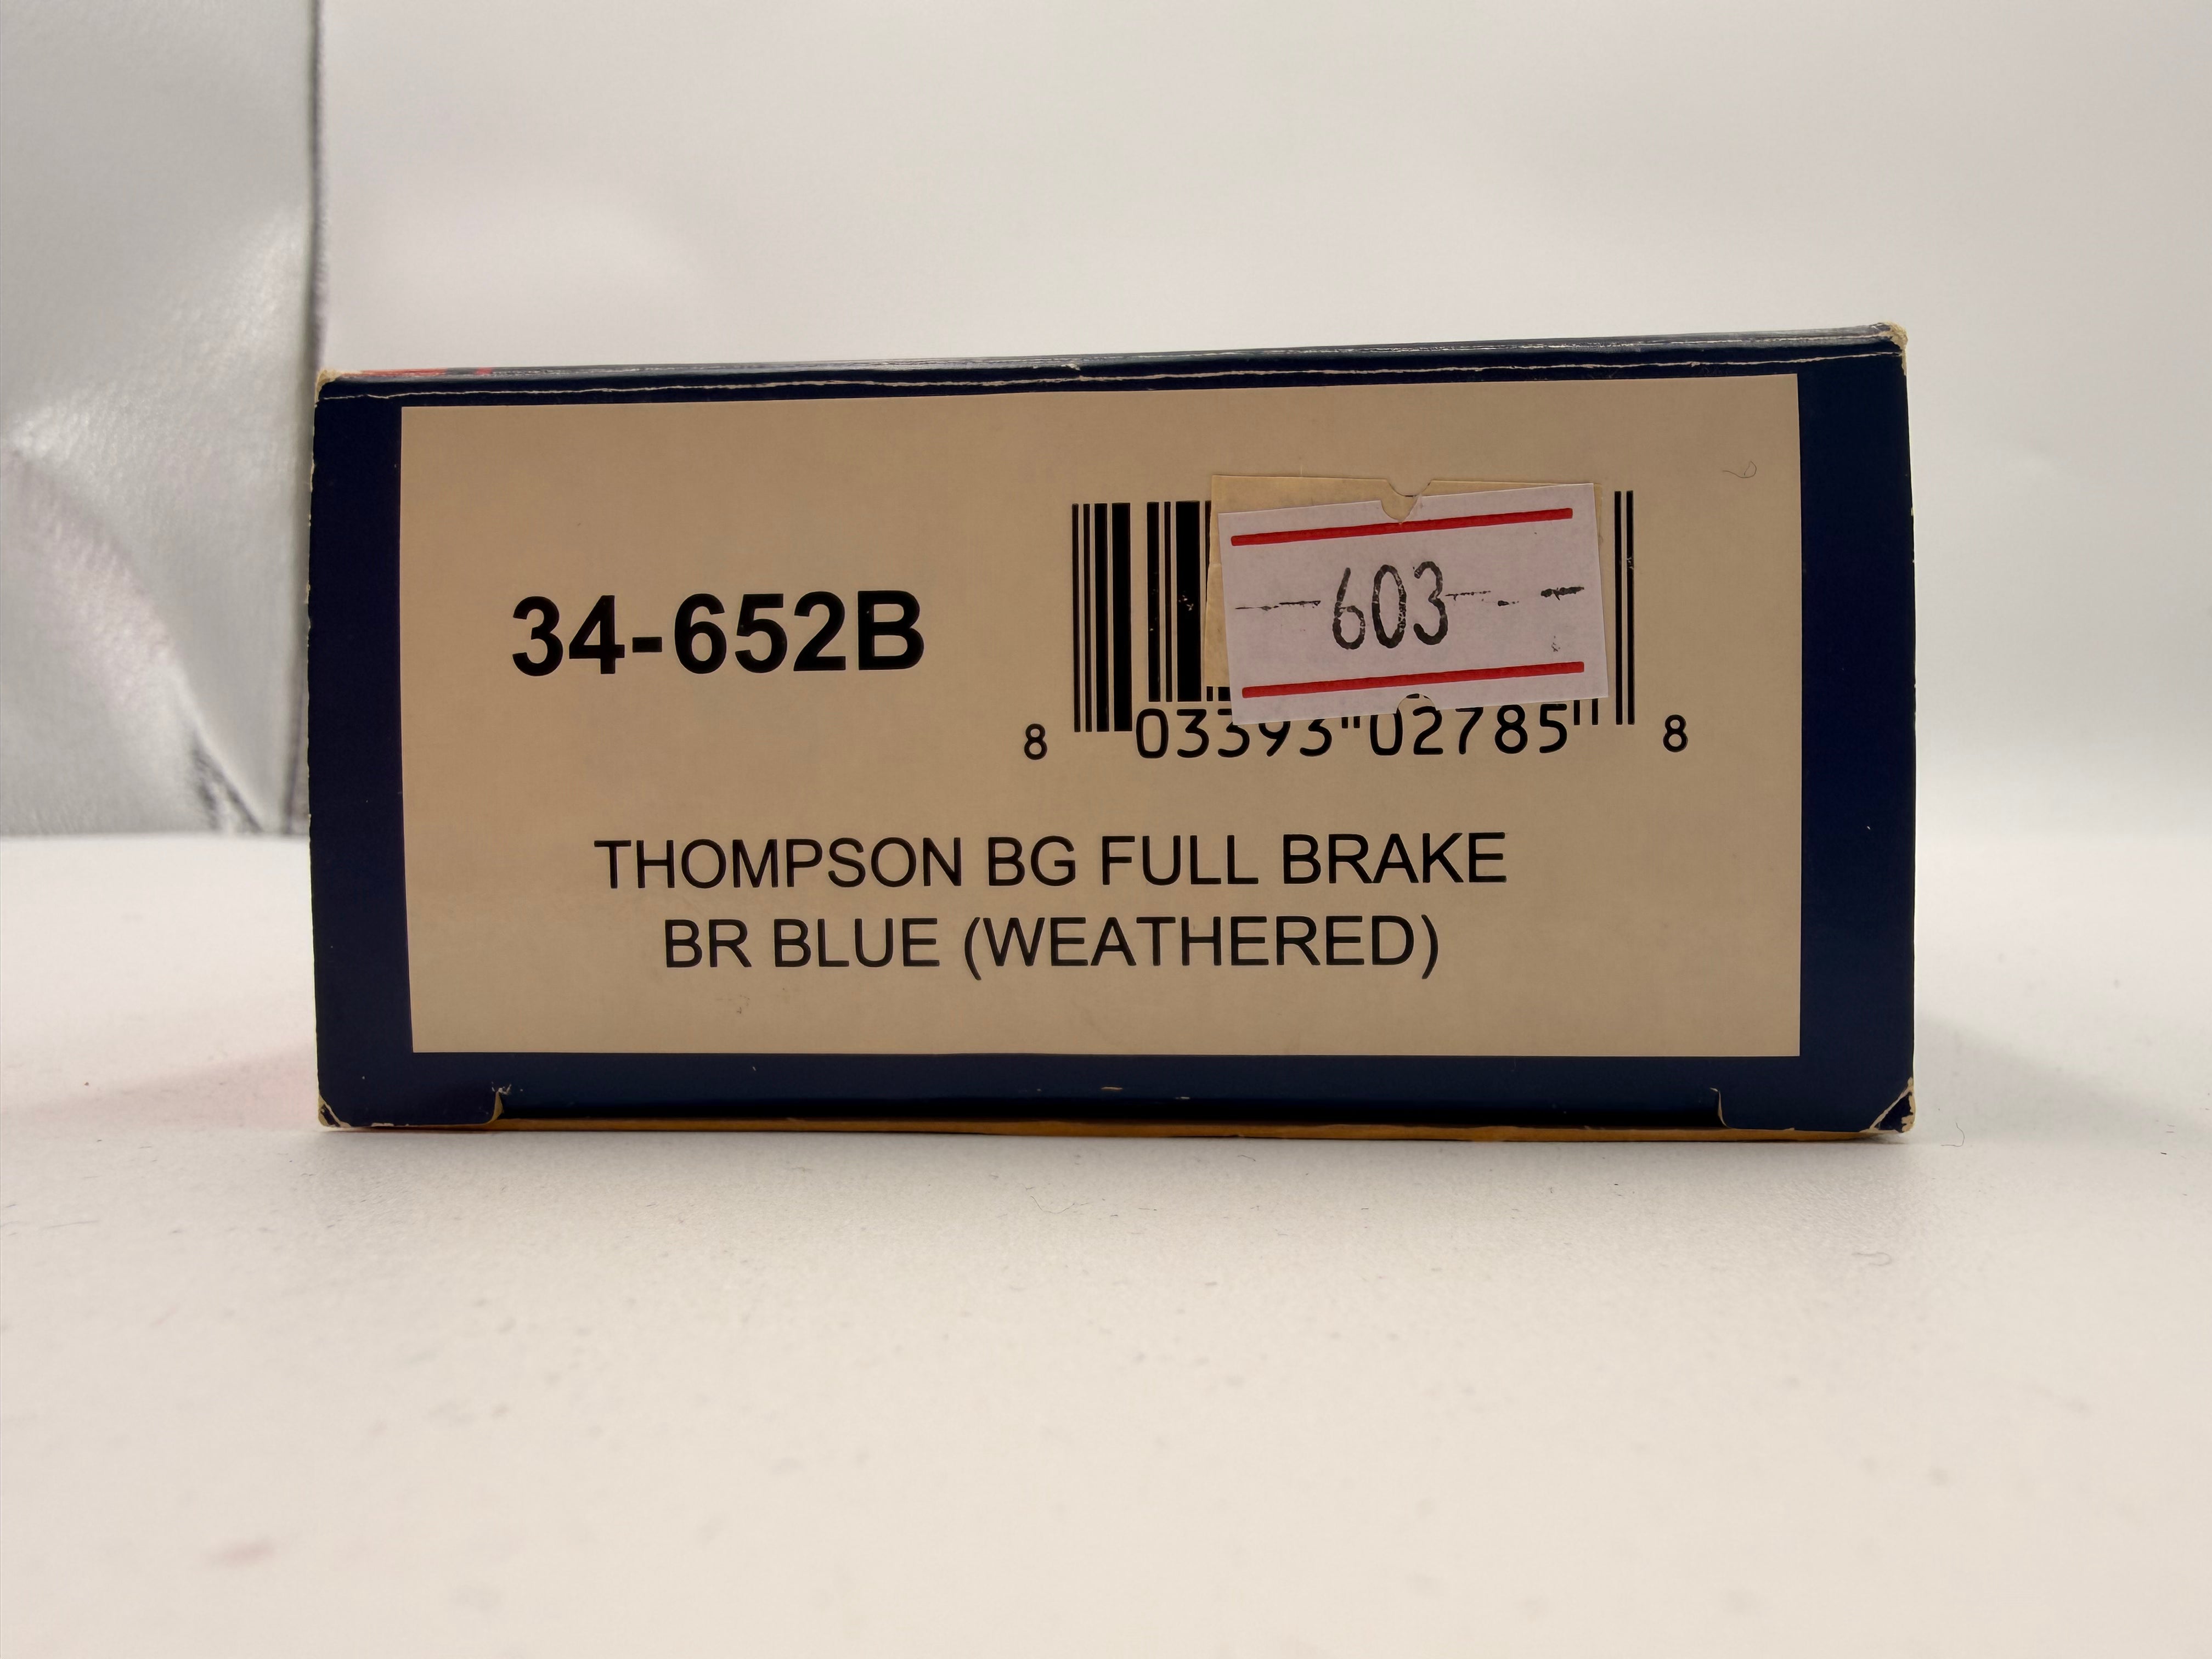 34-652B
603
8 03393 02785 8
THOMPSON BG FULL BRAKE
BR BLUE (WEATHERED)